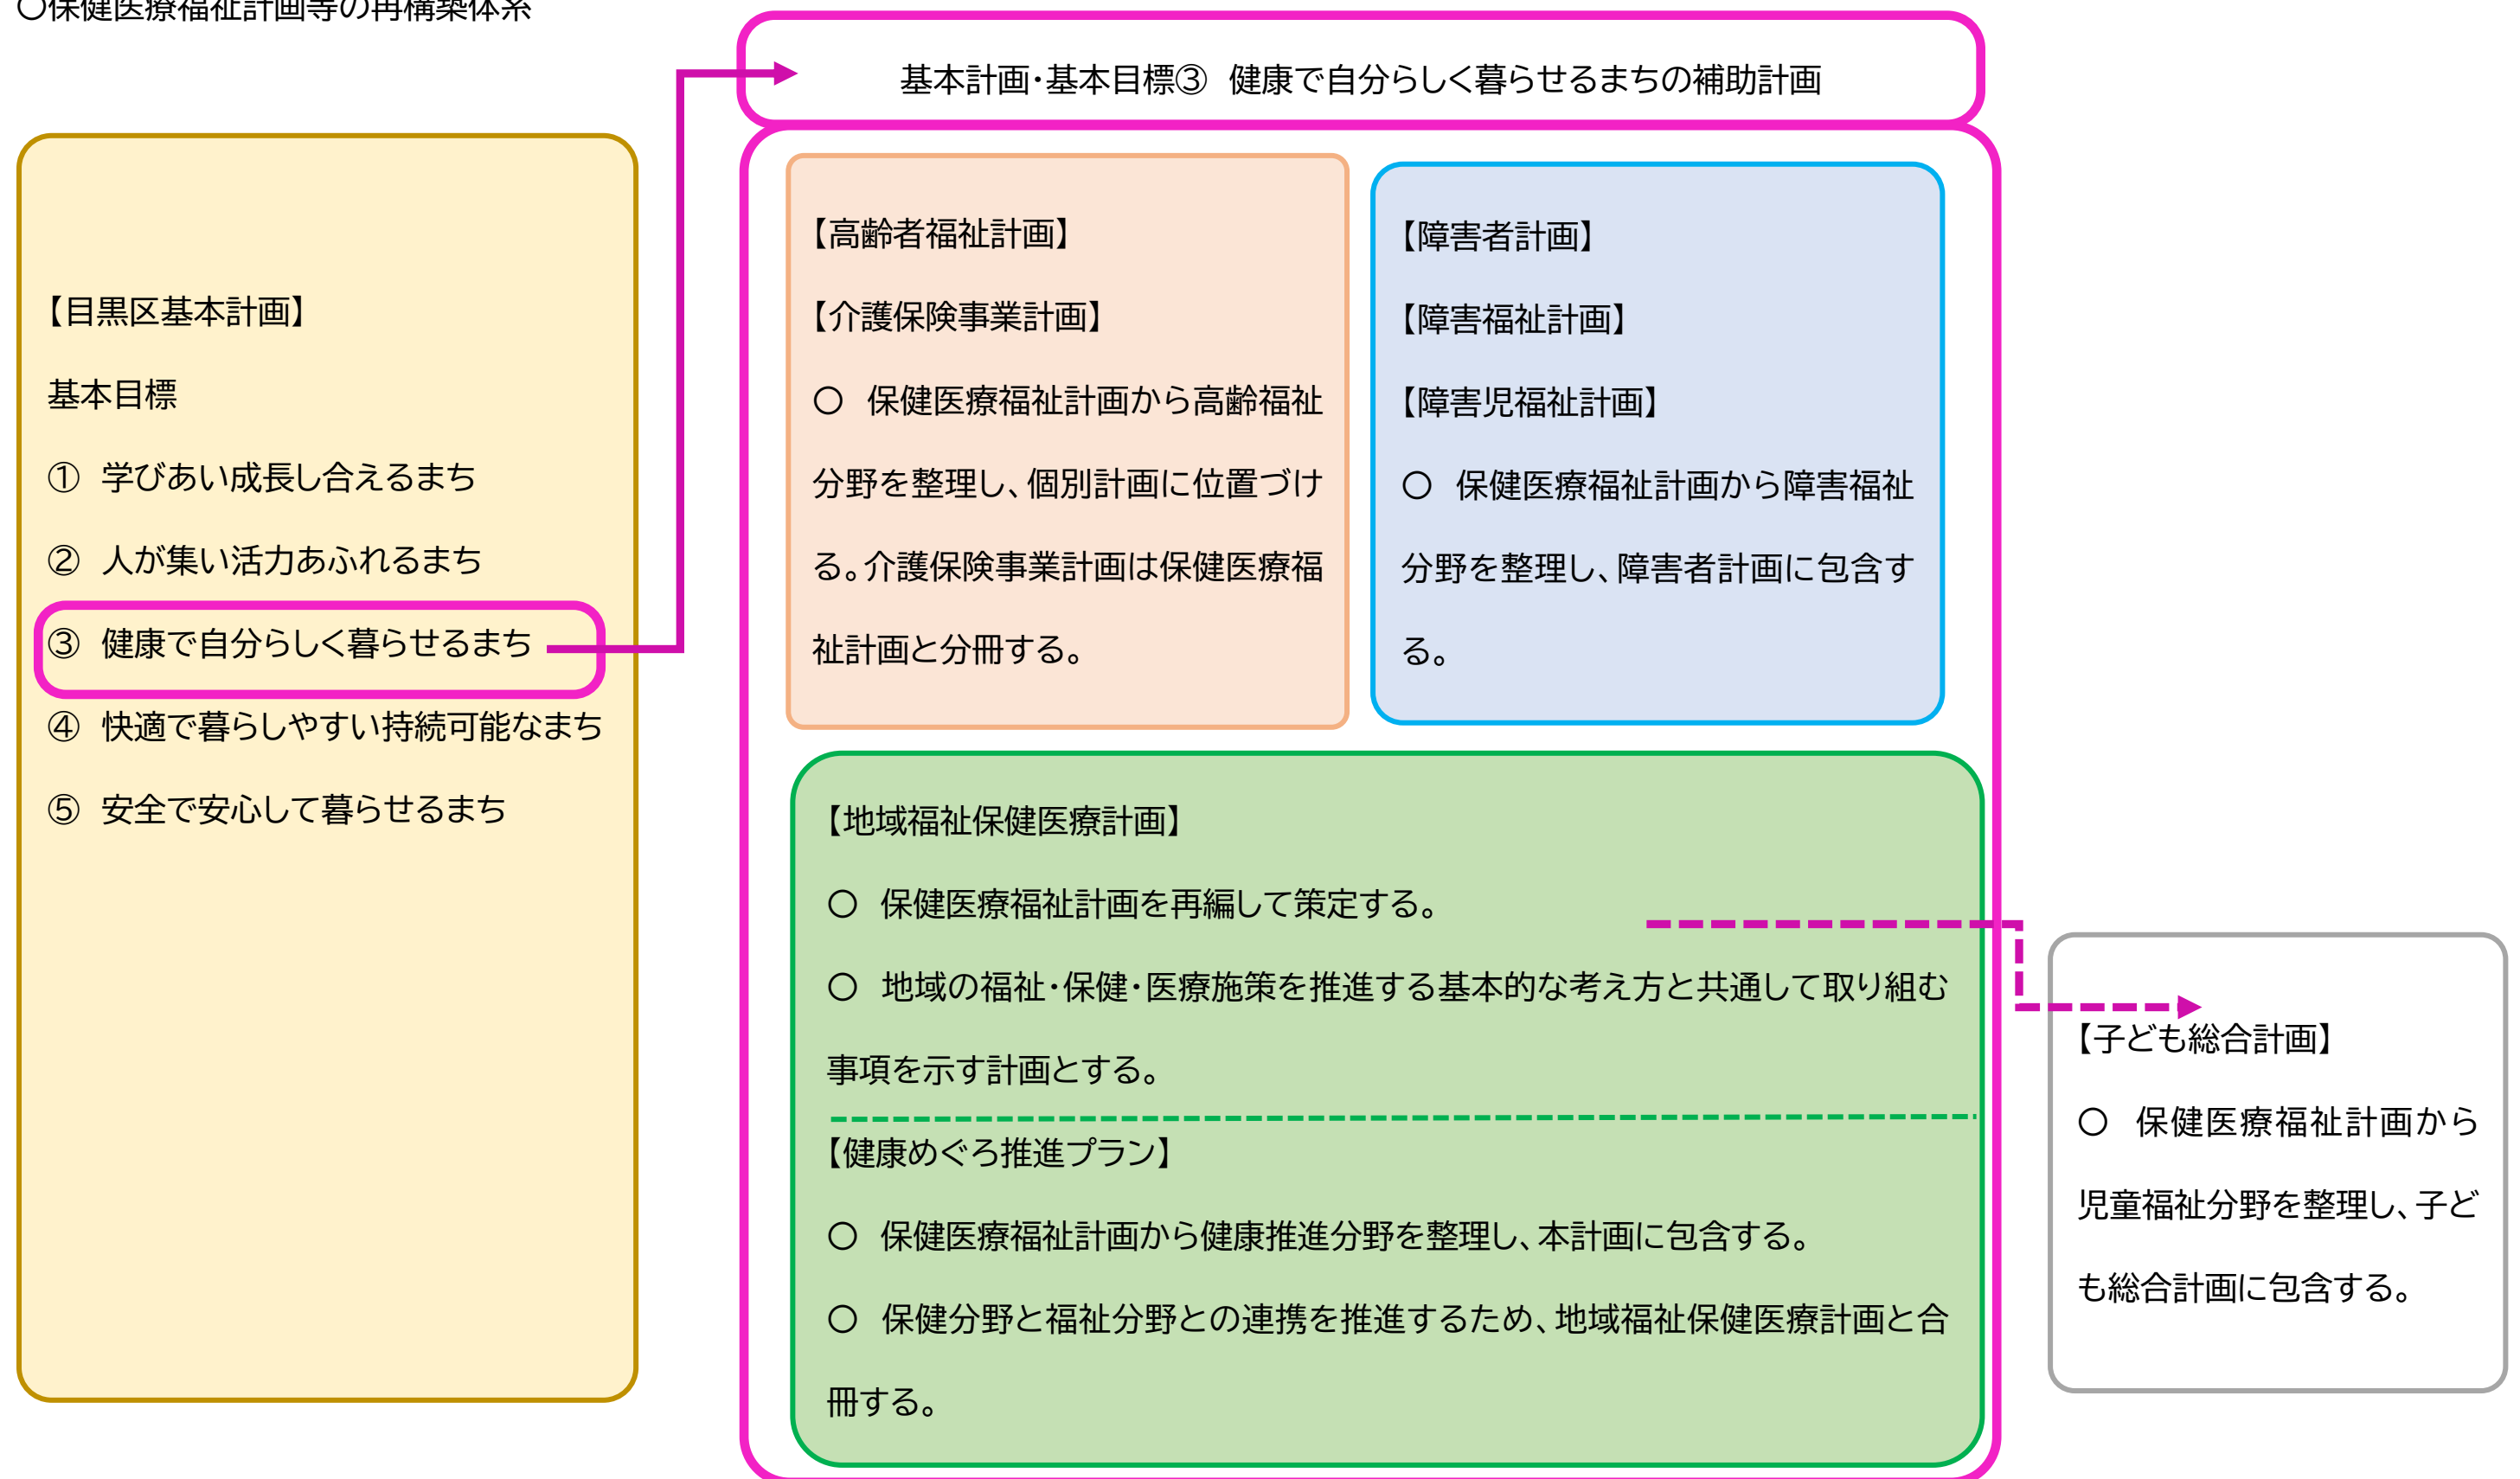 〇保健医療福祉計画等の再構築体系
基本計画・基本目標③　健康で自分らしく暮らせるまちの補助計画
【目黒区基本計画】
基本目標
①　学びあい成長し合えるまち
②　人が集い活力あふれるまち
③　健康で自分らしく暮らせるまち
④　快適で暮らしやすい持続可能なまち
⑤　安全で安心して暮らせるまち
【高齢者福祉計画】
【介護保険事業計画】
〇　保健医療福祉計画から高齢福祉
分野を整理し、個別計画に位置づけ
る。介護保険事業計画は保健医療福
祉計画と分冊する。
【障害者計画】
【障害福祉計画】
【障害児福祉計画】
〇　保健医療福祉計画から障害福祉
分野を整理し、障害者計画に包含す
る。
【地域福祉保健医療計画】
〇　保健医療福祉計画を再編して策定する。
〇　地域の福祉・保健・医療施策を推進する基本的な考え方と共通して取り組む
事項を示す計画とする。
【健康めぐろ推進プラン】
〇　保健医療福祉計画から健康推進分野を整理し、本計画に包含する。
〇　保健分野と福祉分野との連携を推進するため、地域福祉保健医療計画と合
冊する。
【子ども総合計画】
〇　保健医療福祉計画から
児童福祉分野を整理し、子ど
も総合計画に包含する。